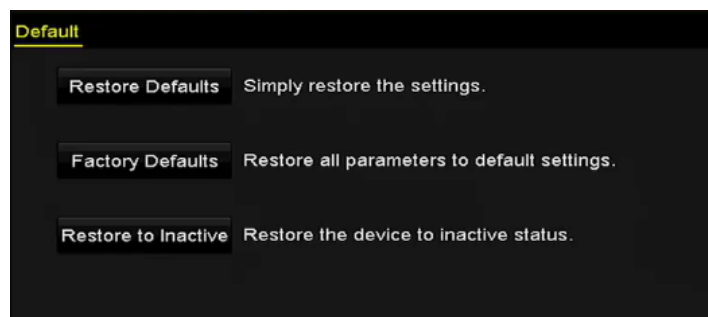 Default
Restore Defaults Simply restore the settings.
Factory Defaults Restore all parameters to default settings.
Restore to Inactive Restore the device to inactive status.